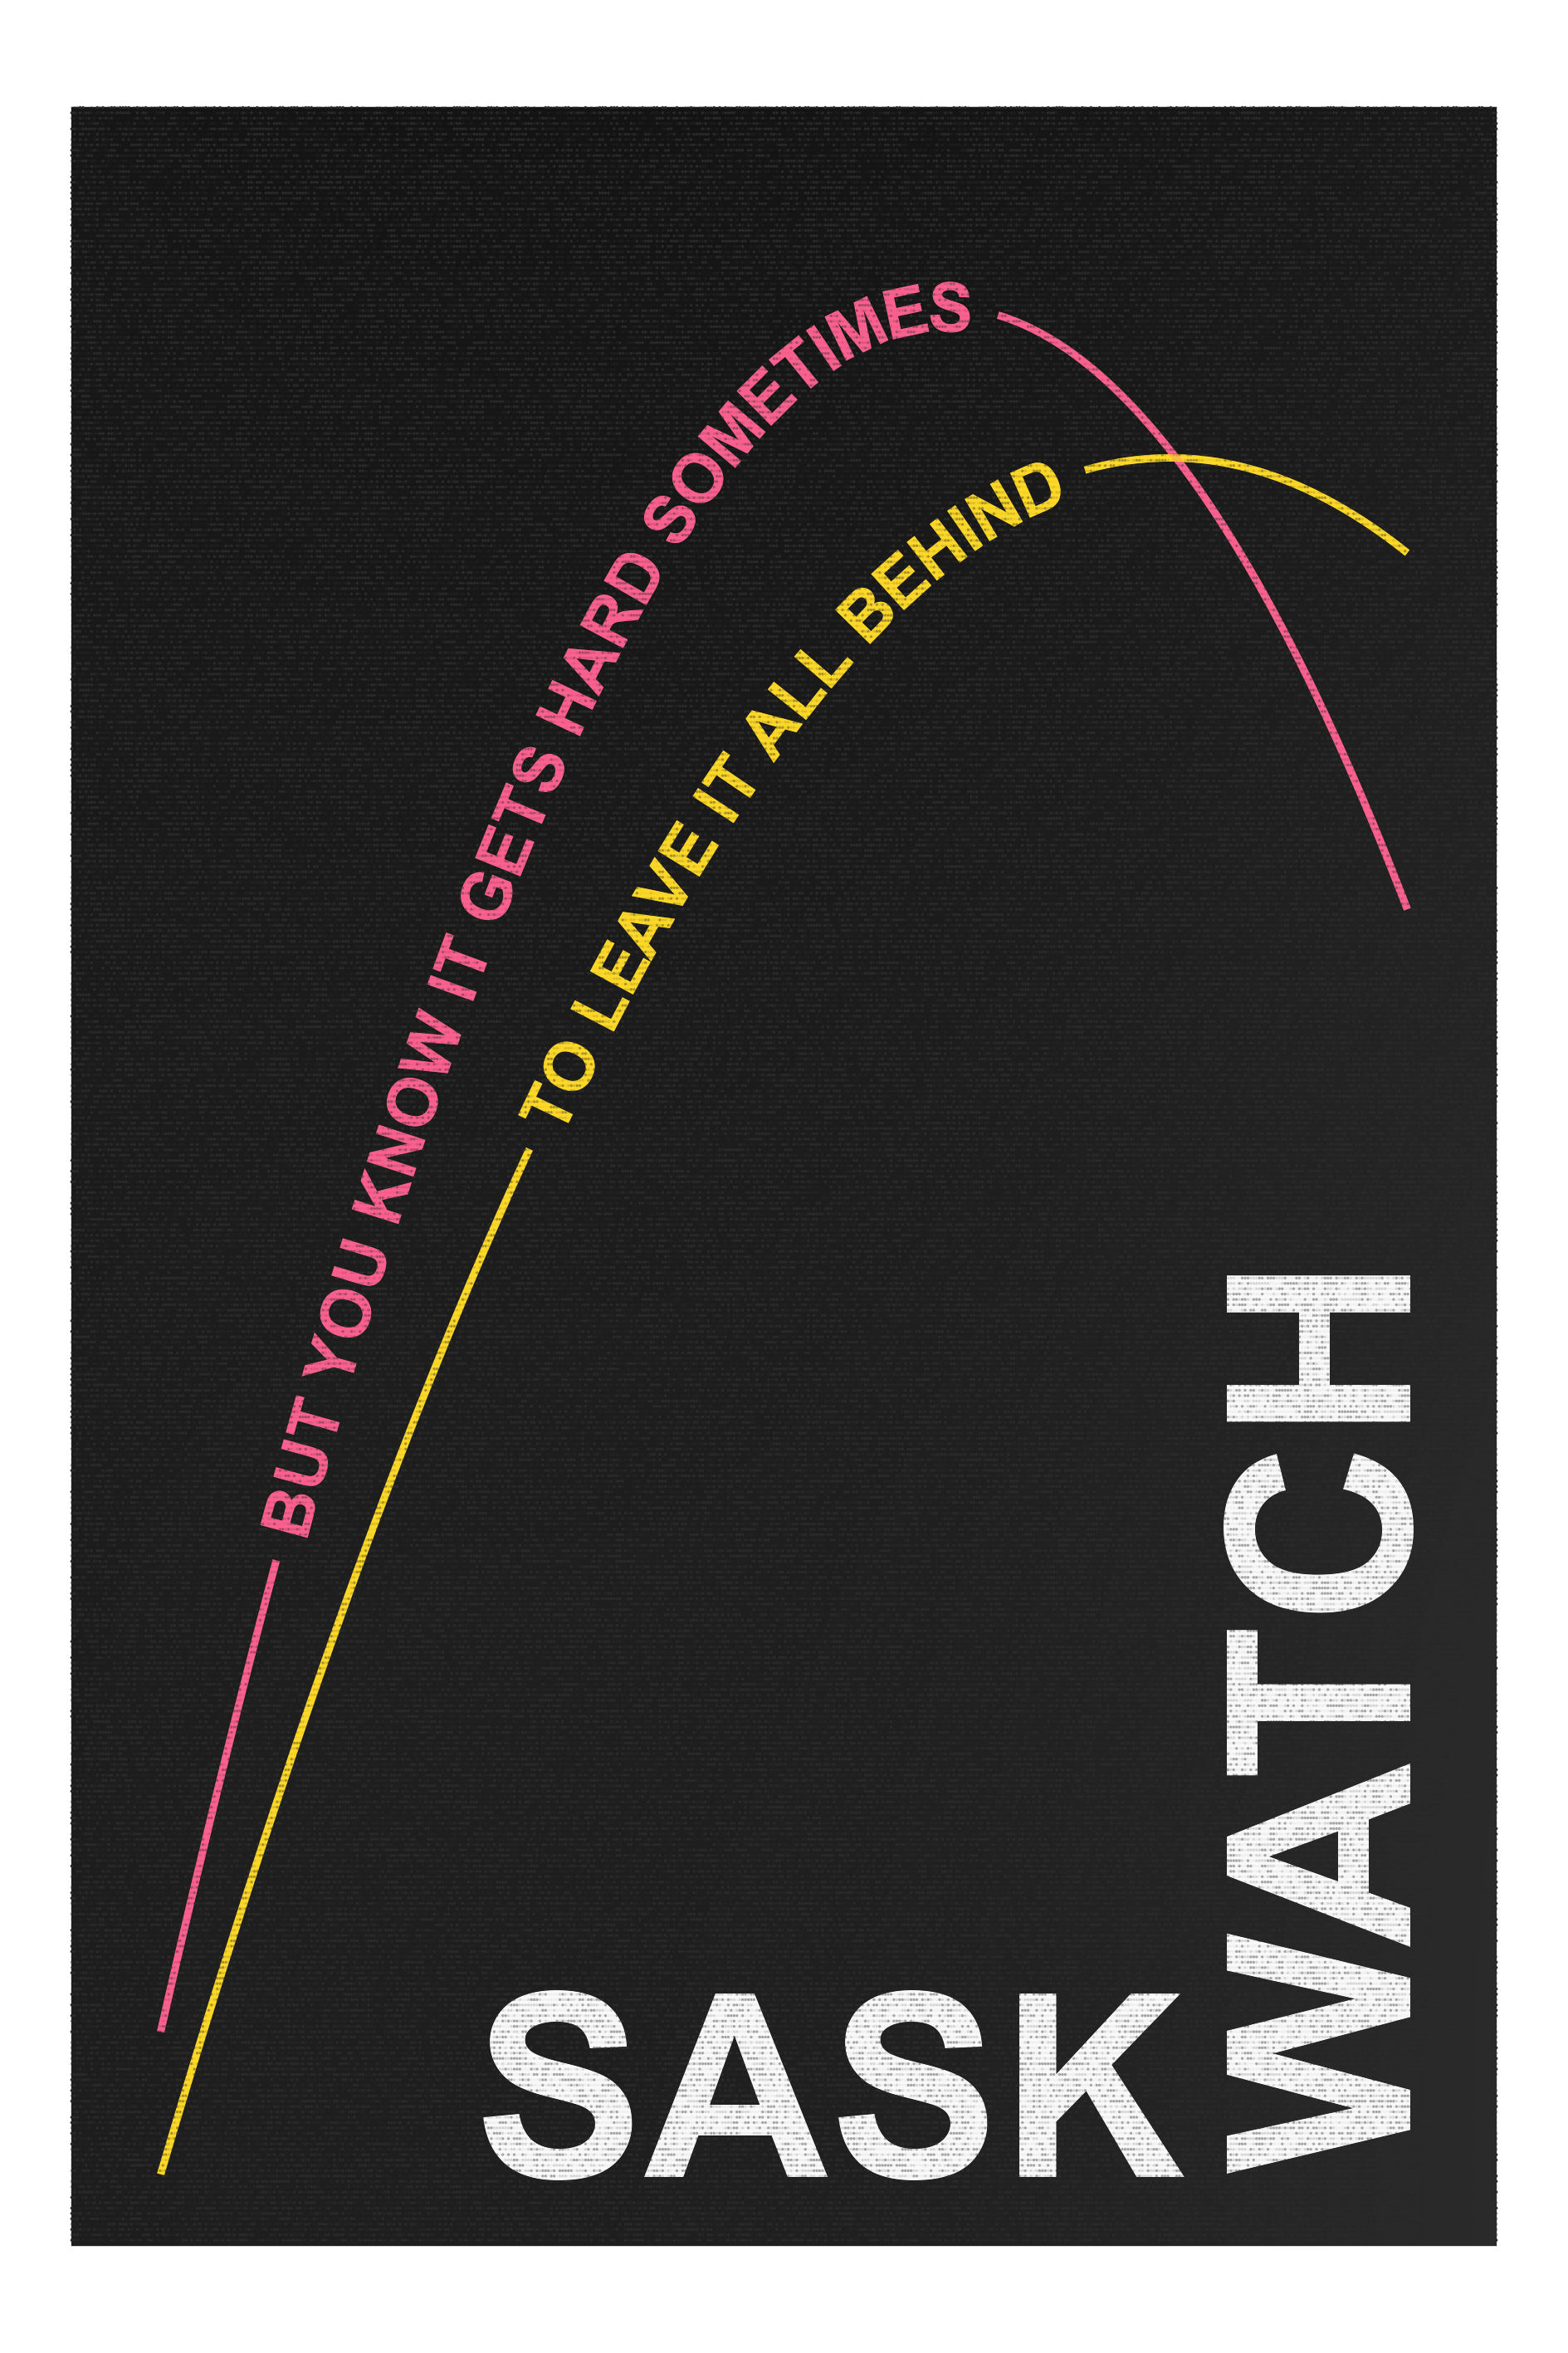 BUT YOU KNOW IT GETS HARD SOMETIMES
TO LEAVE IT ALL BEHIND
SASK
WATCH